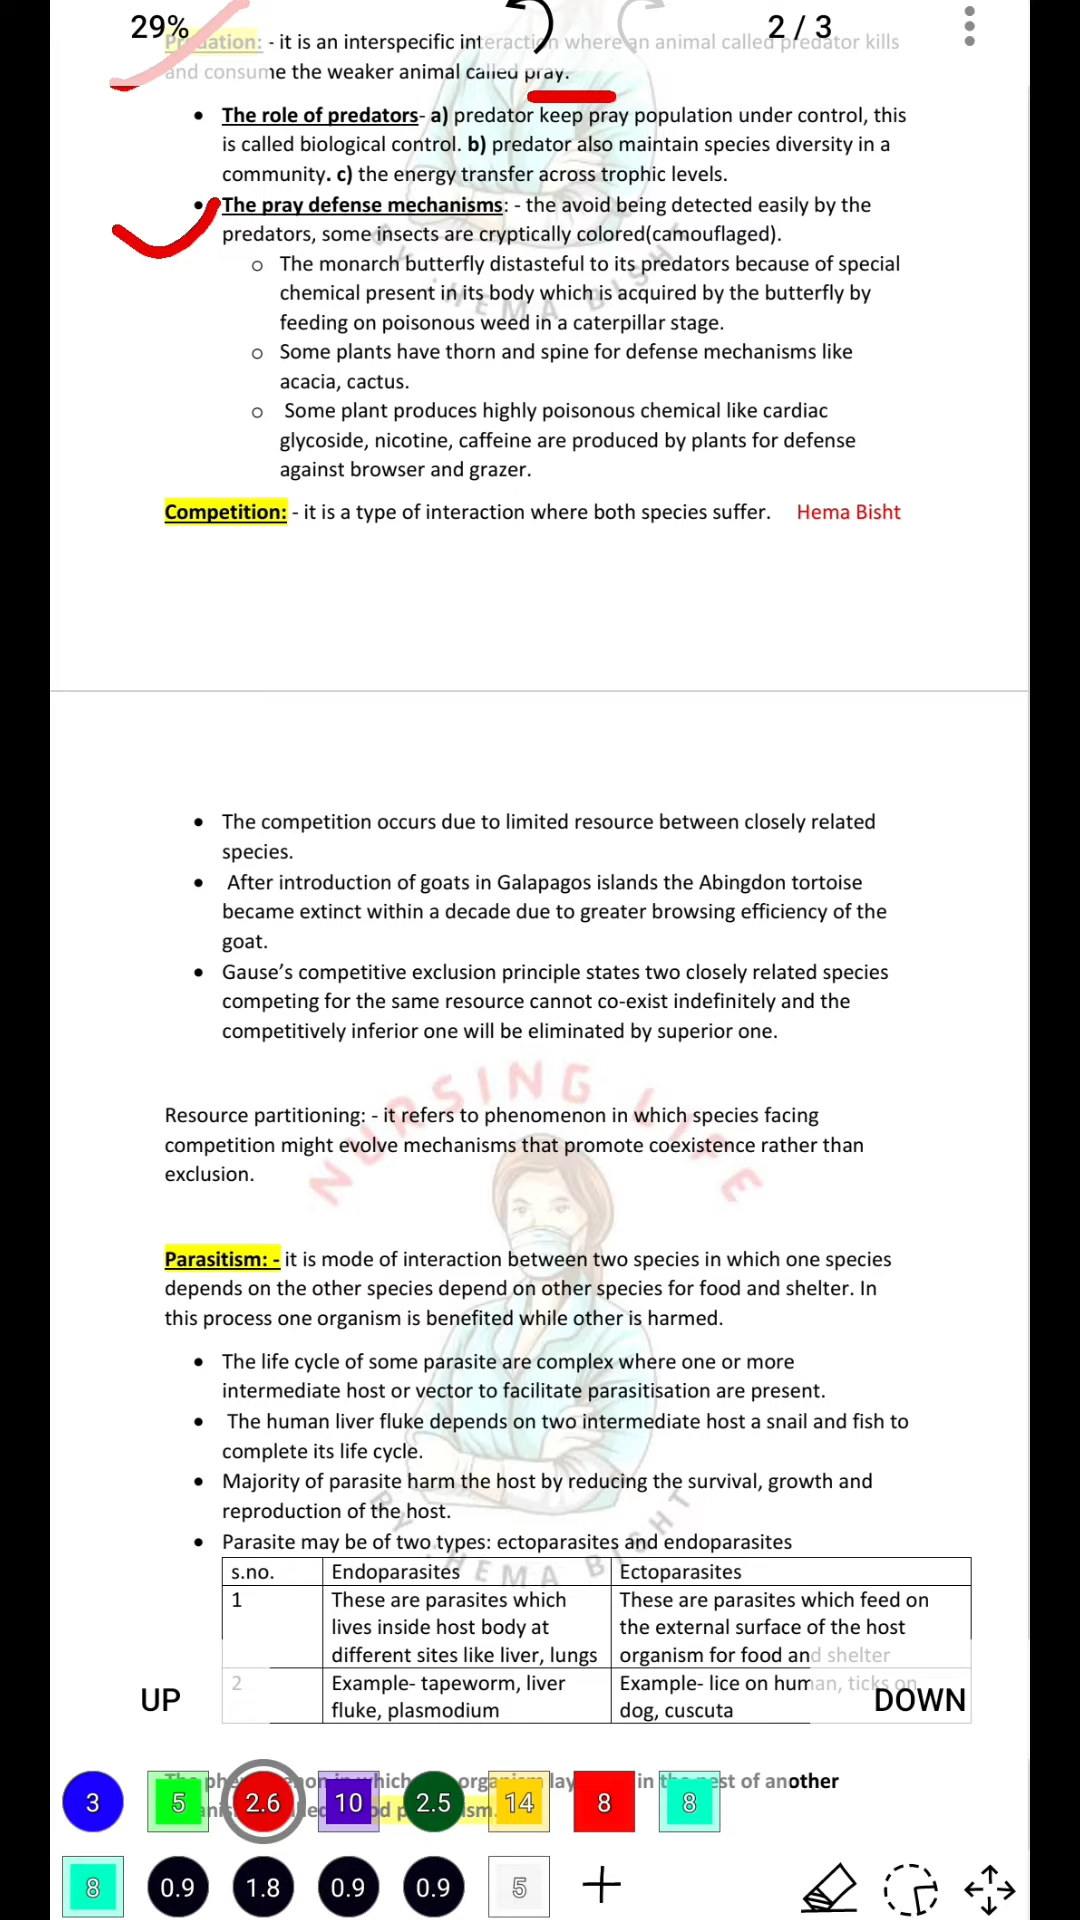 29%
2 / 3
Predation: - it is an interspecific interaction where an animal called predator kills
and consume the weaker animal called pray.
• The role of predators- a) predator keep pray population under control, this
is called biological control. b) predator also maintain species diversity in a
community. c) the energy transfer across trophic levels.
• The pray defense mechanisms: - the avoid being detected easily by the
predators, some insects are cryptically colored(camouflaged).
o The monarch butterfly distasteful to its predators because of special
chemical present in its body which is acquired by the butterfly by
feeding on poisonous weed in a caterpillar stage.
o Some plants have thorn and spine for defense mechanisms like
acacia, cactus.
o Some plant produces highly poisonous chemical like cardiac
glycoside, nicotine, caffeine are produced by plants for defense
against browser and grazer.
BY :HEMA BISHT
Competition: - it is a type of interaction where both species suffer. Hema Bisht
• The competition occurs due to limited resource between closely related
species.
• After introduction of goats in Galapagos islands the Abingdon tortoise
became extinct within a decade due to greater browsing efficiency of the
goat.
• Gause’s competitive exclusion principle states two closely related species
competing for the same resource cannot co-exist indefinitely and the
competitively inferior one will be eliminated by superior one.
NURSING LIFE
Resource partitioning: - it refers to phenomenon in which species facing
competition might evolve mechanisms that promote coexistence rather than
exclusion.
Parasitism: - it is mode of interaction between two species in which one species
depends on the other species depend on other species for food and shelter. In
this process one organism is benefited while other is harmed.
• The life cycle of some parasite are complex where one or more
intermediate host or vector to facilitate parasitisation are present.
• The human liver fluke depends on two intermediate host a snail and fish to
complete its life cycle.
• Majority of parasite harm the host by reducing the survival, growth and
reproduction of the host.
• Parasite may be of two types: ectoparasites and endoparasites
BY :HEMA BISHT
s.no. Endoparasites Ectoparasites
1 These are parasites which These are parasites which feed on
lives inside host body at the external surface of the host
different sites like liver, lungs organism for food and shelter
2 Example- tapeworm, liver Example- lice on human, ticks on
fluke, plasmodium dog, cuscuta
UP
DOWN
The in which lay in the nest of another
3 5 2.6 10 2.5 14 8 8
8 0.9 1.8 0.9 0.9 5 +